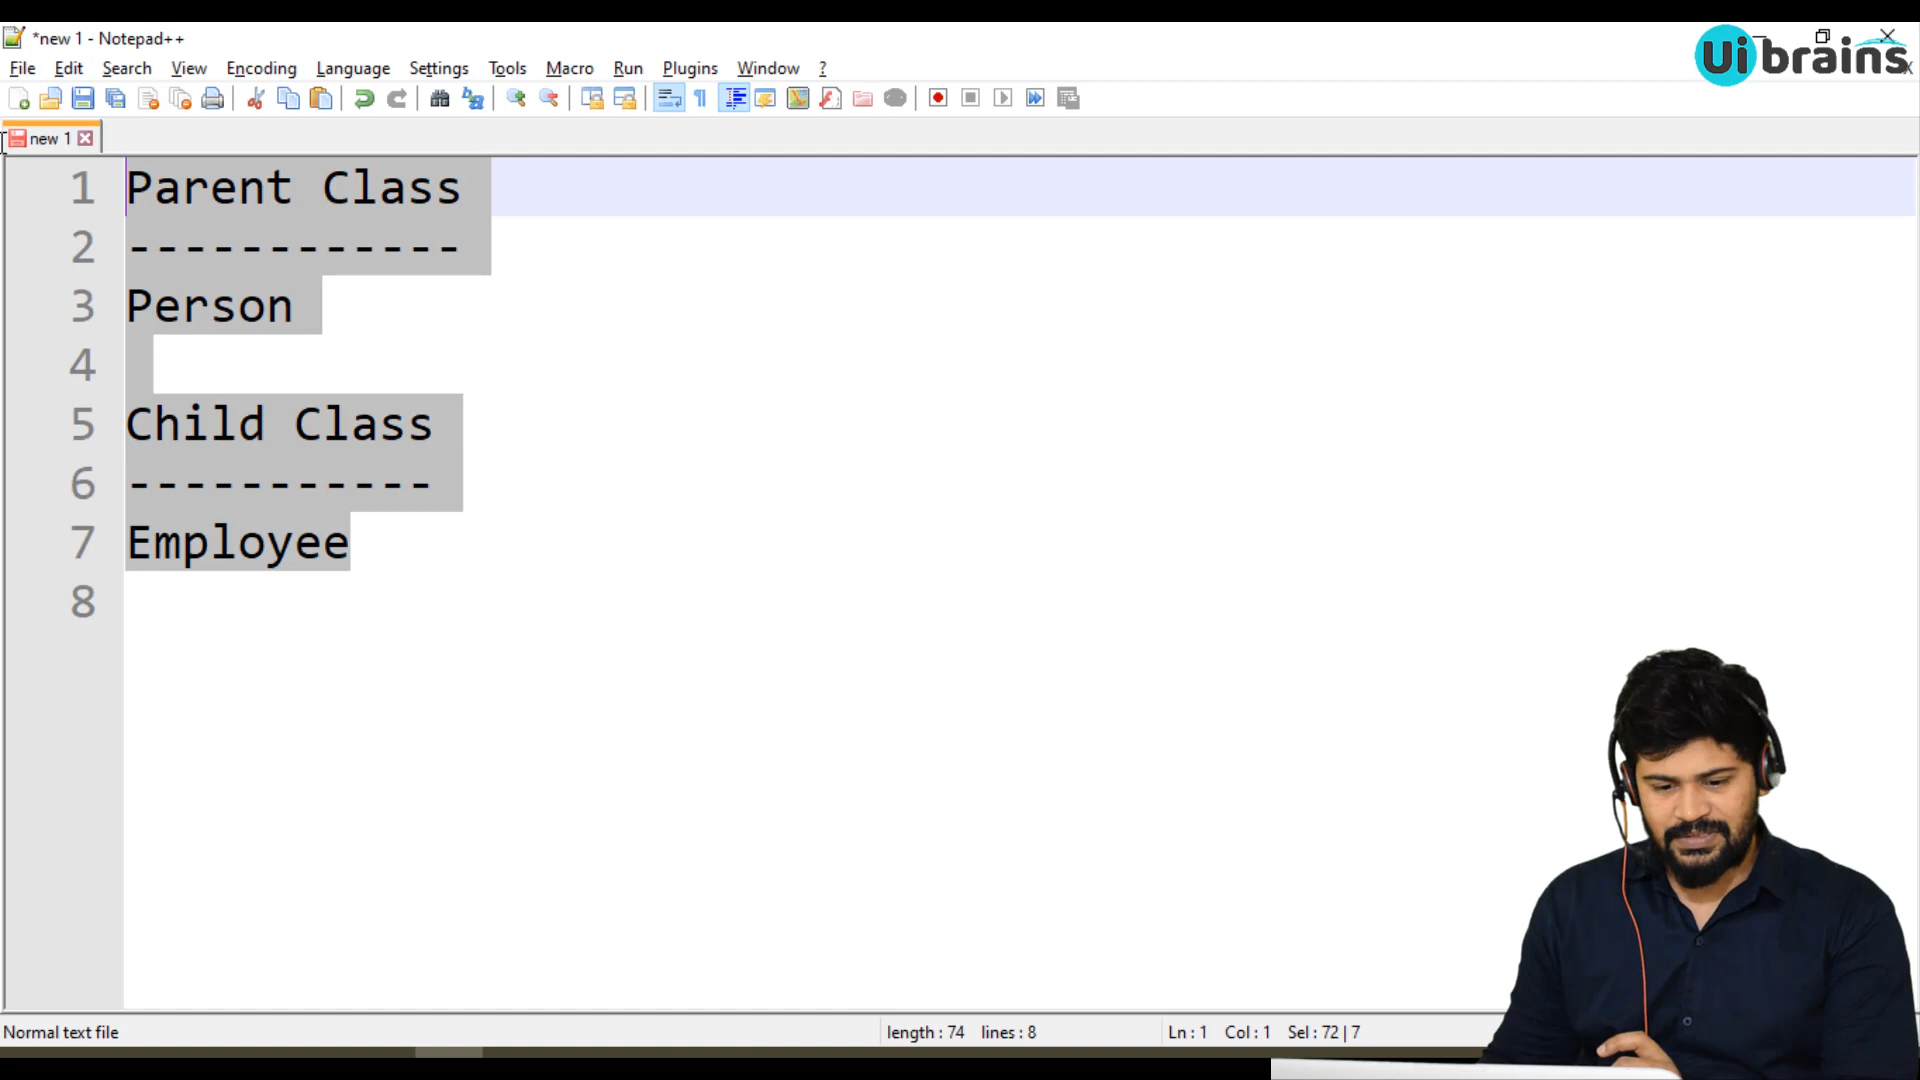 *new 1 - Notepad++
Uibrains
File Edit Search View Encoding Language Settings Tools Macro Run Plugins Window ?
new 1
1 Parent Class
2 ------------
3 Person
4
5 Child Class
6 -----------
7 Employee
8
Normal text file length : 74 lines : 8 Ln : 1 Col : 1 Sel : 72 | 7